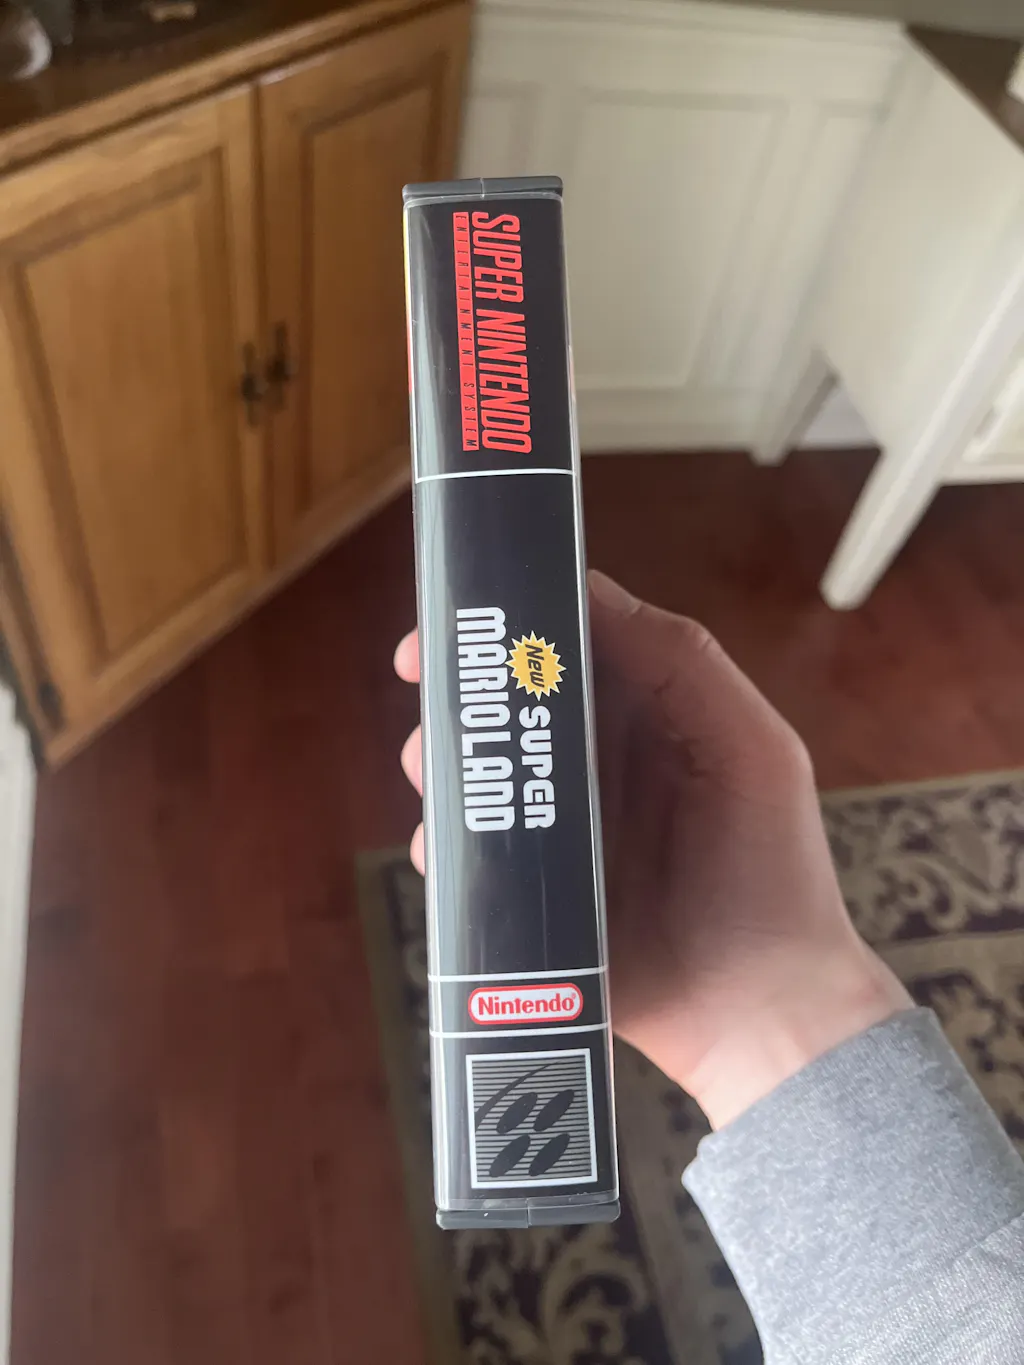 SUPER NINTENDO
ENTERTAINMENT SYSTEM
New SUPER
MARIO LAND
Nintendo®